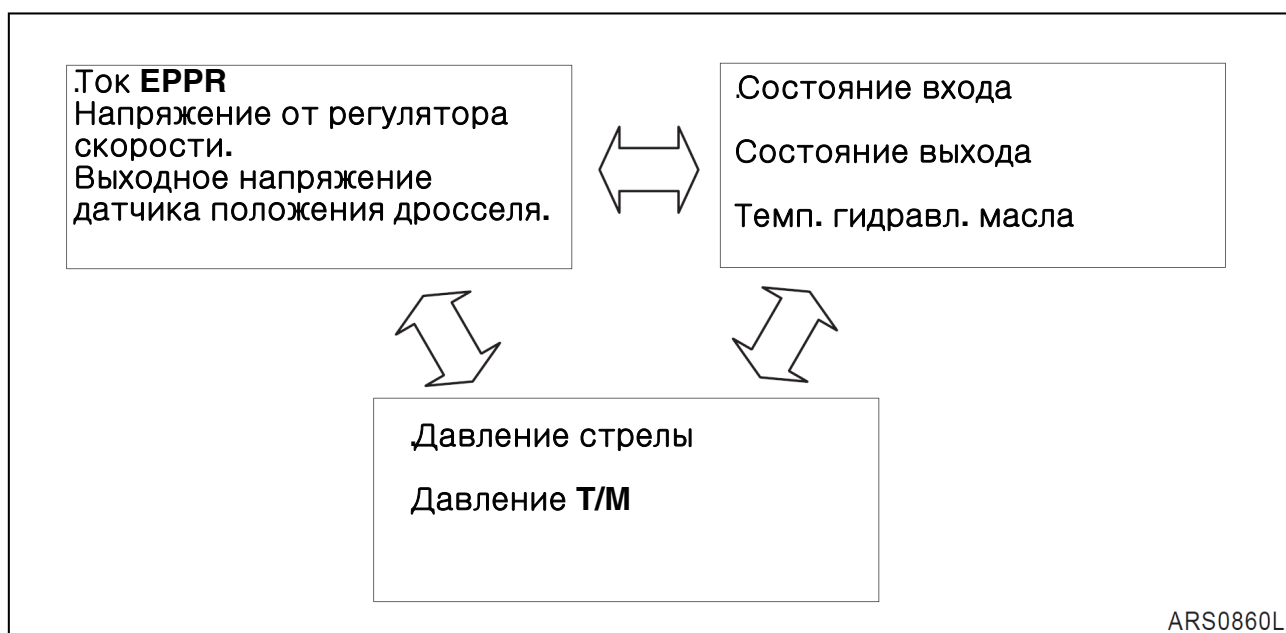 .Ток EPPR
Напряжение от регулятора
скорости.
Выходное напряжение
датчика положения дросселя.
.Состояние входа
Состояние выхода
Темп. гидравл. масла
.Давление стрелы
Давление T/M
ARS0860L